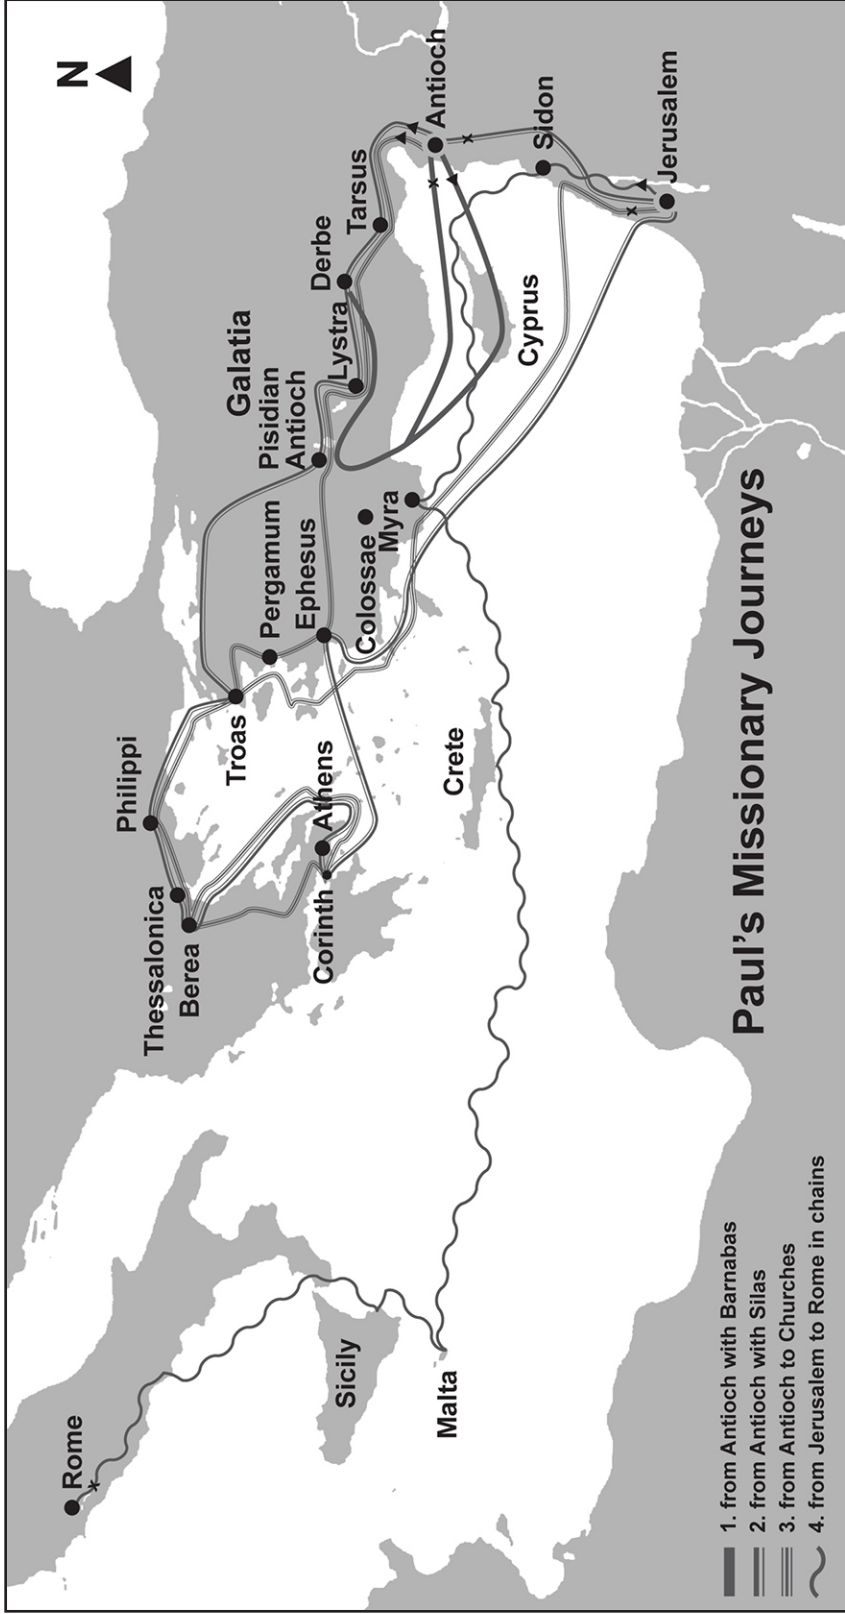 N
Rome
Sicily
Malta
Thessalonica
Berea
Philippi
Corinth
Athens
Troas
Crete
Pergamum
Ephesus
Colossae
Myra
Galatia
Pisidian
Antioch
Lystra
Derbe
Tarsus
Antioch
Cyprus
Sidon
Jerusalem
Paul's Missionary Journeys
1. from Antioch with Barnabas
2. from Antioch with Silas
3. from Antioch to Churches
4. from Jerusalem to Rome in chains